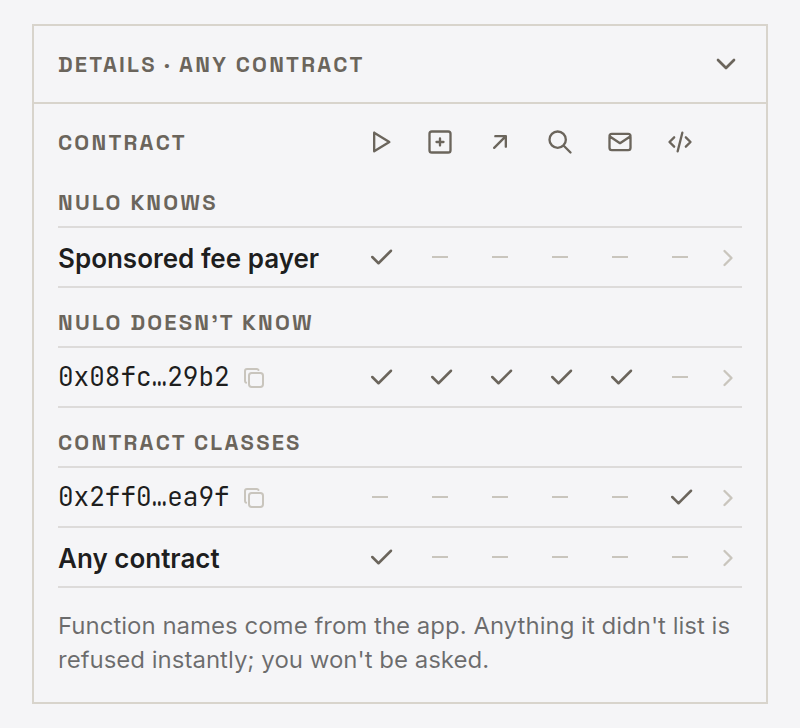 DETAILS · ANY CONTRACT
CONTRACT
NULO KNOWS
Sponsored fee payer
NULO DOESN’T KNOW
0x08fc…29b2
CONTRACT CLASSES
0x2ff0…ea9f
Any contract
Function names come from the app. Anything it didn't list is
refused instantly; you won't be asked.